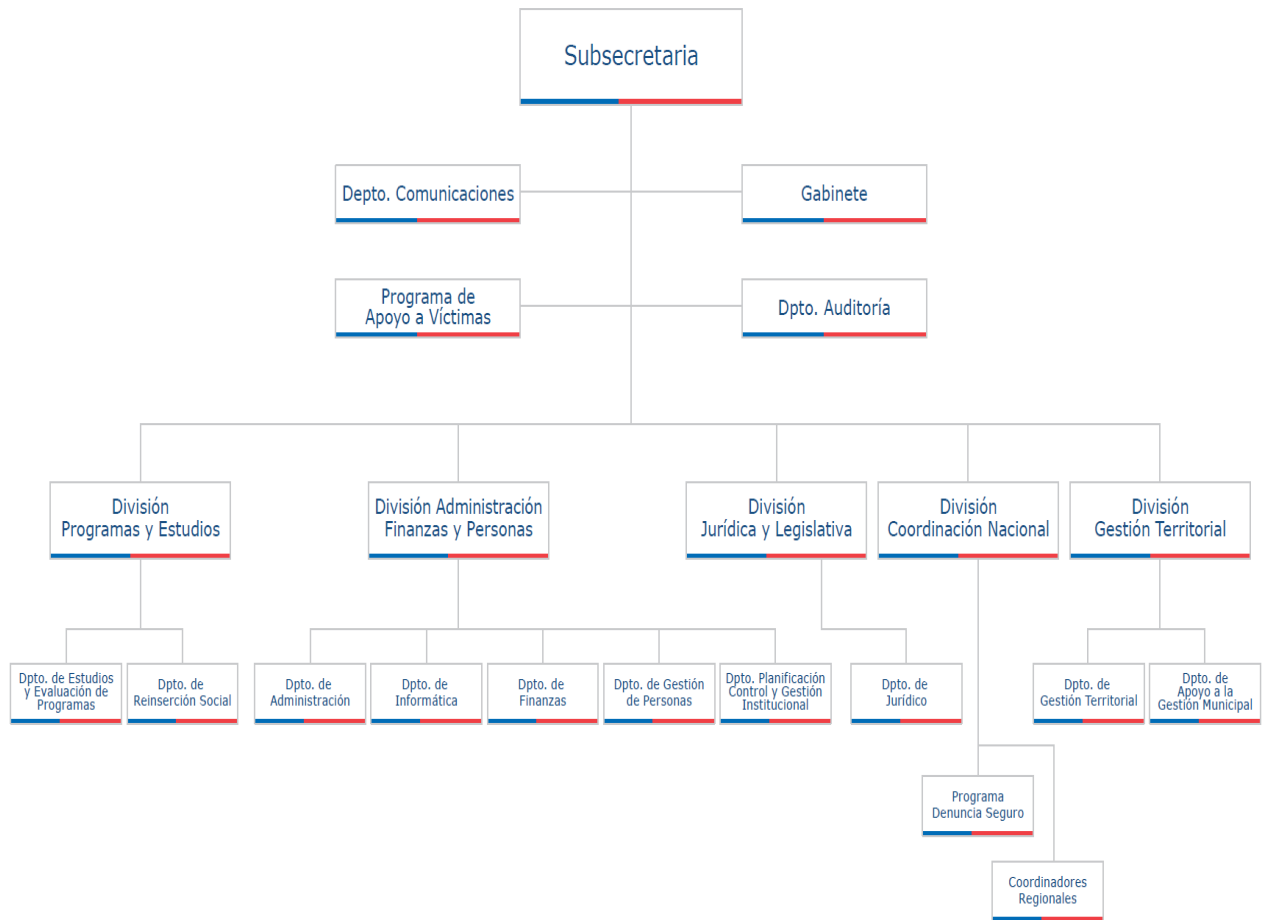 Subsecretaria
Depto. Comunicaciones
Gabinete
Programa de
Apoyo a Víctimas
Dpto. Auditoría
División
Programas y Estudios
División Administración
Finanzas y Personas
División
Jurídica y Legislativa
División
Coordinación Nacional
División
Gestión Territorial
Dpto. de Estudios
y Evaluación de
Programas
Dpto. de
Reinserción Social
Dpto. de
Administración
Dpto. de
Informática
Dpto. de
Finanzas
Dpto. de Gestión
de Personas
Dpto. Planificación
Control y Gestión
Institucional
Dpto. de
Jurídico
Dpto. de
Gestión Territorial
Dpto. de
Apoyo a la
Gestión Municipal
Programa
Denuncia Seguro
Coordinadores
Regionales